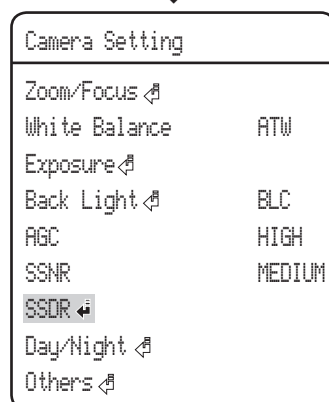 Camera Setting
Zoom/Focus
White Balance ATW
Exposure
Back Light BLC
AGC HIGH
SSNR MEDIUM
SSDR
Day/Night
Others